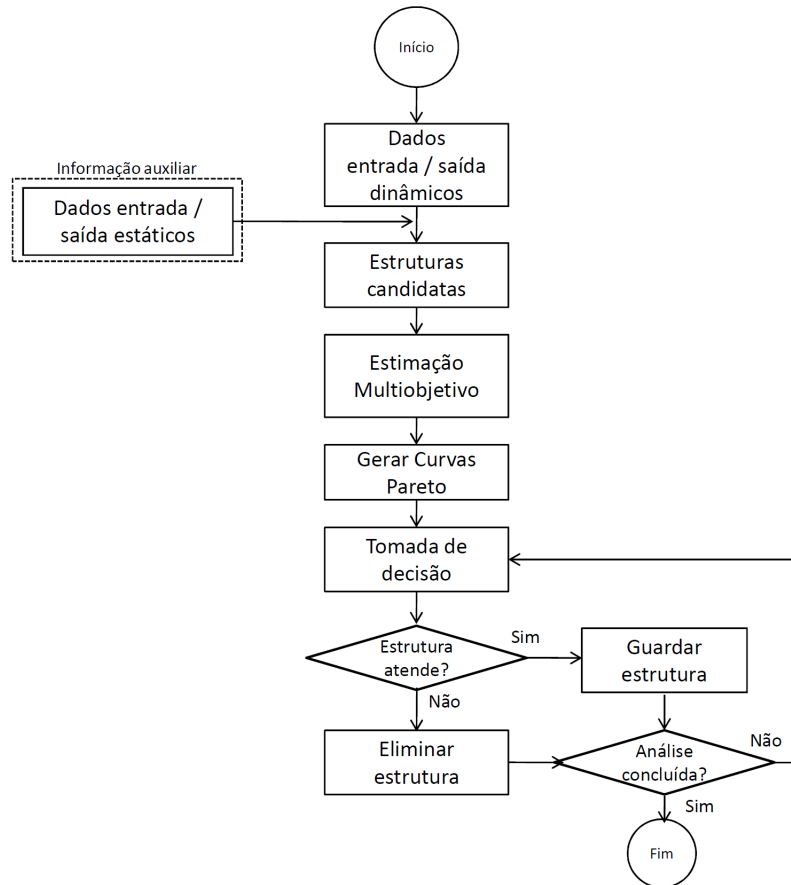 Início
Dados
entrada / saída
dinâmicos
Informação auxiliar
Dados entrada /
saída estáticos
Estruturas
candidatas
Estimação
Multiobjetivo
Gerar Curvas
Pareto
Tomada de
decisão
Estrutura
atende?
Sim
Guardar
estrutura
Não
Eliminar
estrutura
Análise
concluída?
Não
Sim
Fim